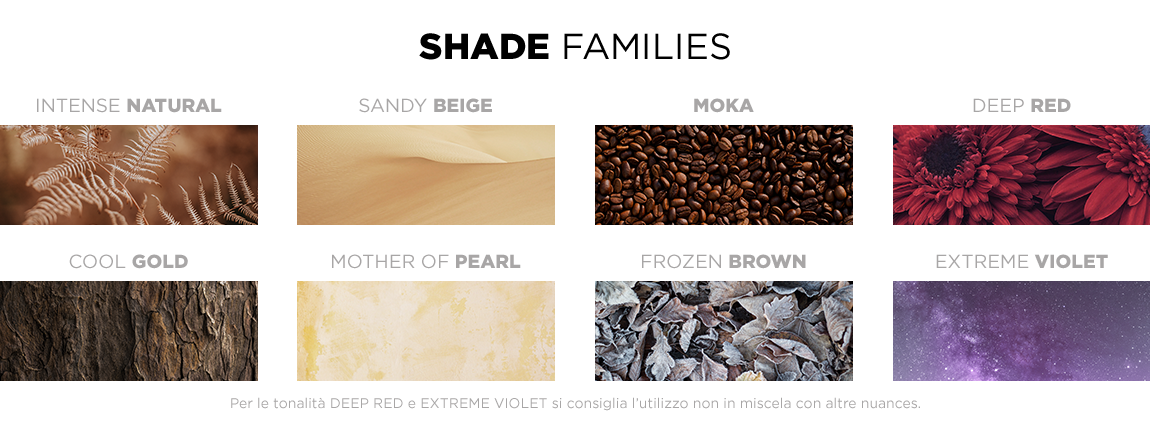 SHADE FAMILIES
INTENSE NATURAL
SANDY BEIGE
MOKA
DEEP RED
COOL GOLD
MOTHER OF PEARL
FROZEN BROWN
EXTREME VIOLET
Per le tonalità DEEP RED e EXTREME VIOLET si consiglia l'utilizzo non in miscela con altre nuances.